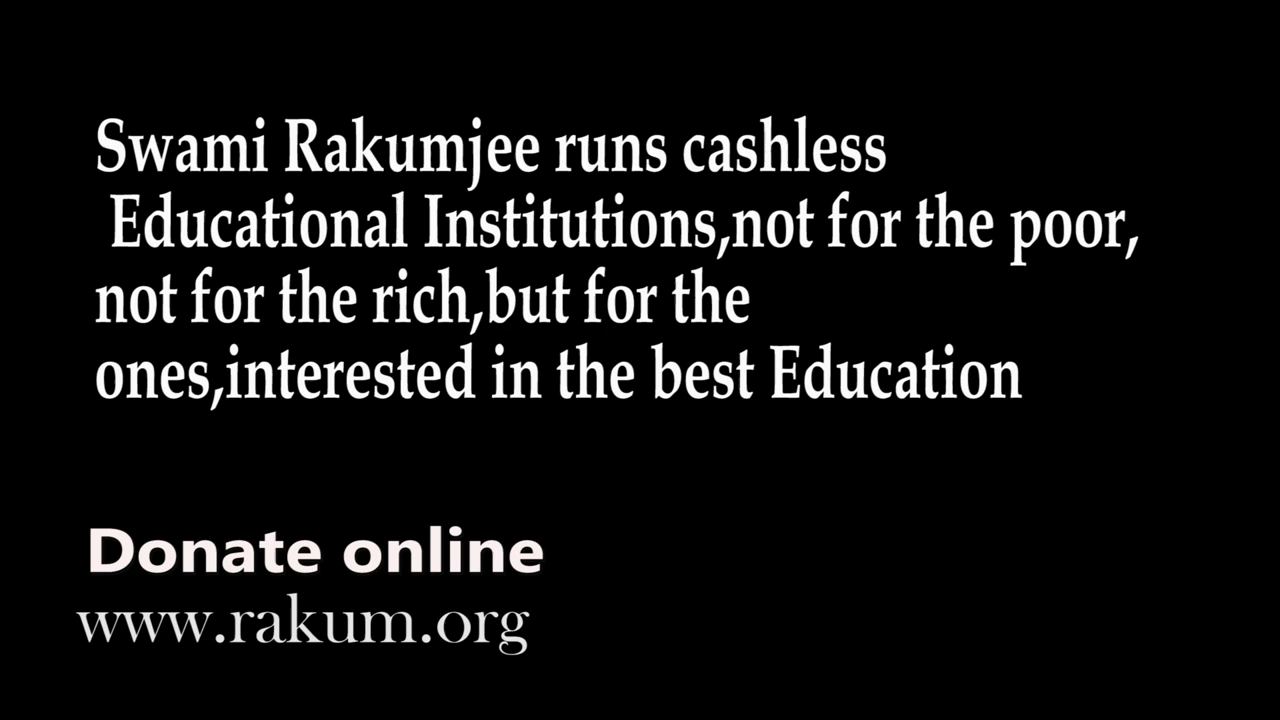 Swami Rakumjee runs cashless
Educational Institutions,not for the poor,
not for the rich,but for the
ones,interested in the best Education
Donate online
www.rakum.org